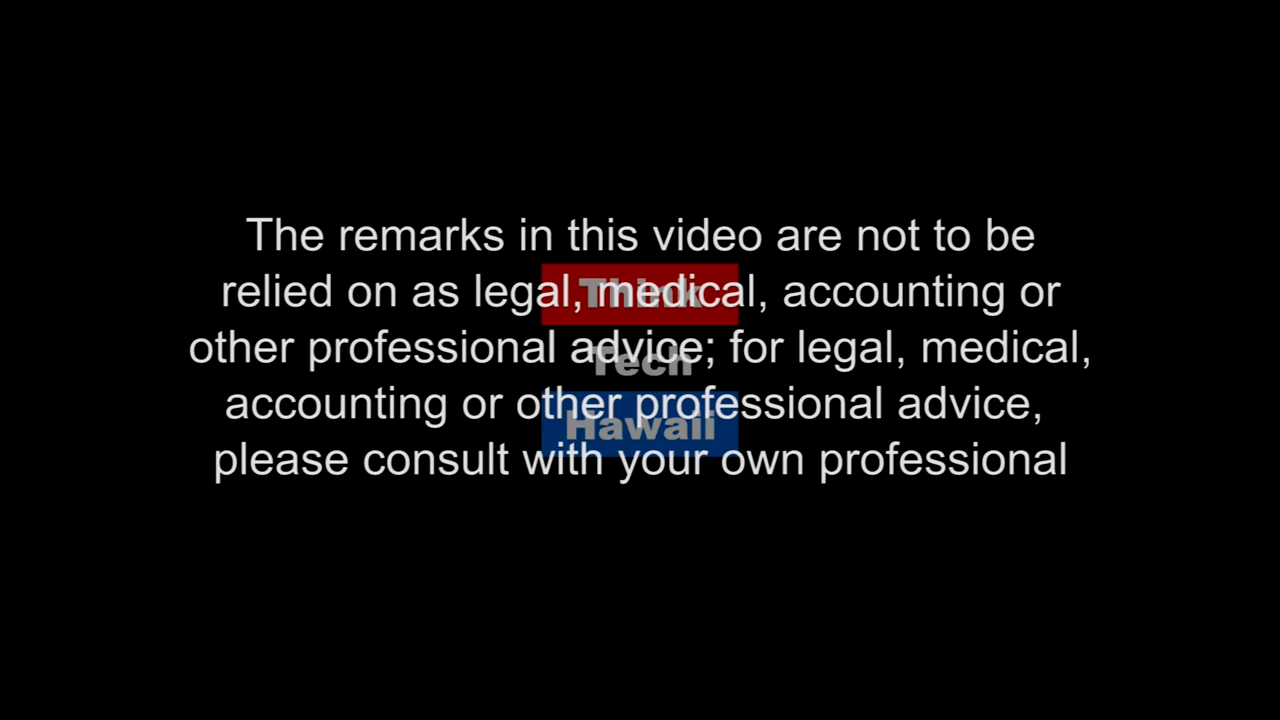 The remarks in this video are not to be
relied on as legal, medical, accounting or
other professional advice; for legal, medical,
accounting or other professional advice,
please consult with your own professional
Think
Tech
Hawaii